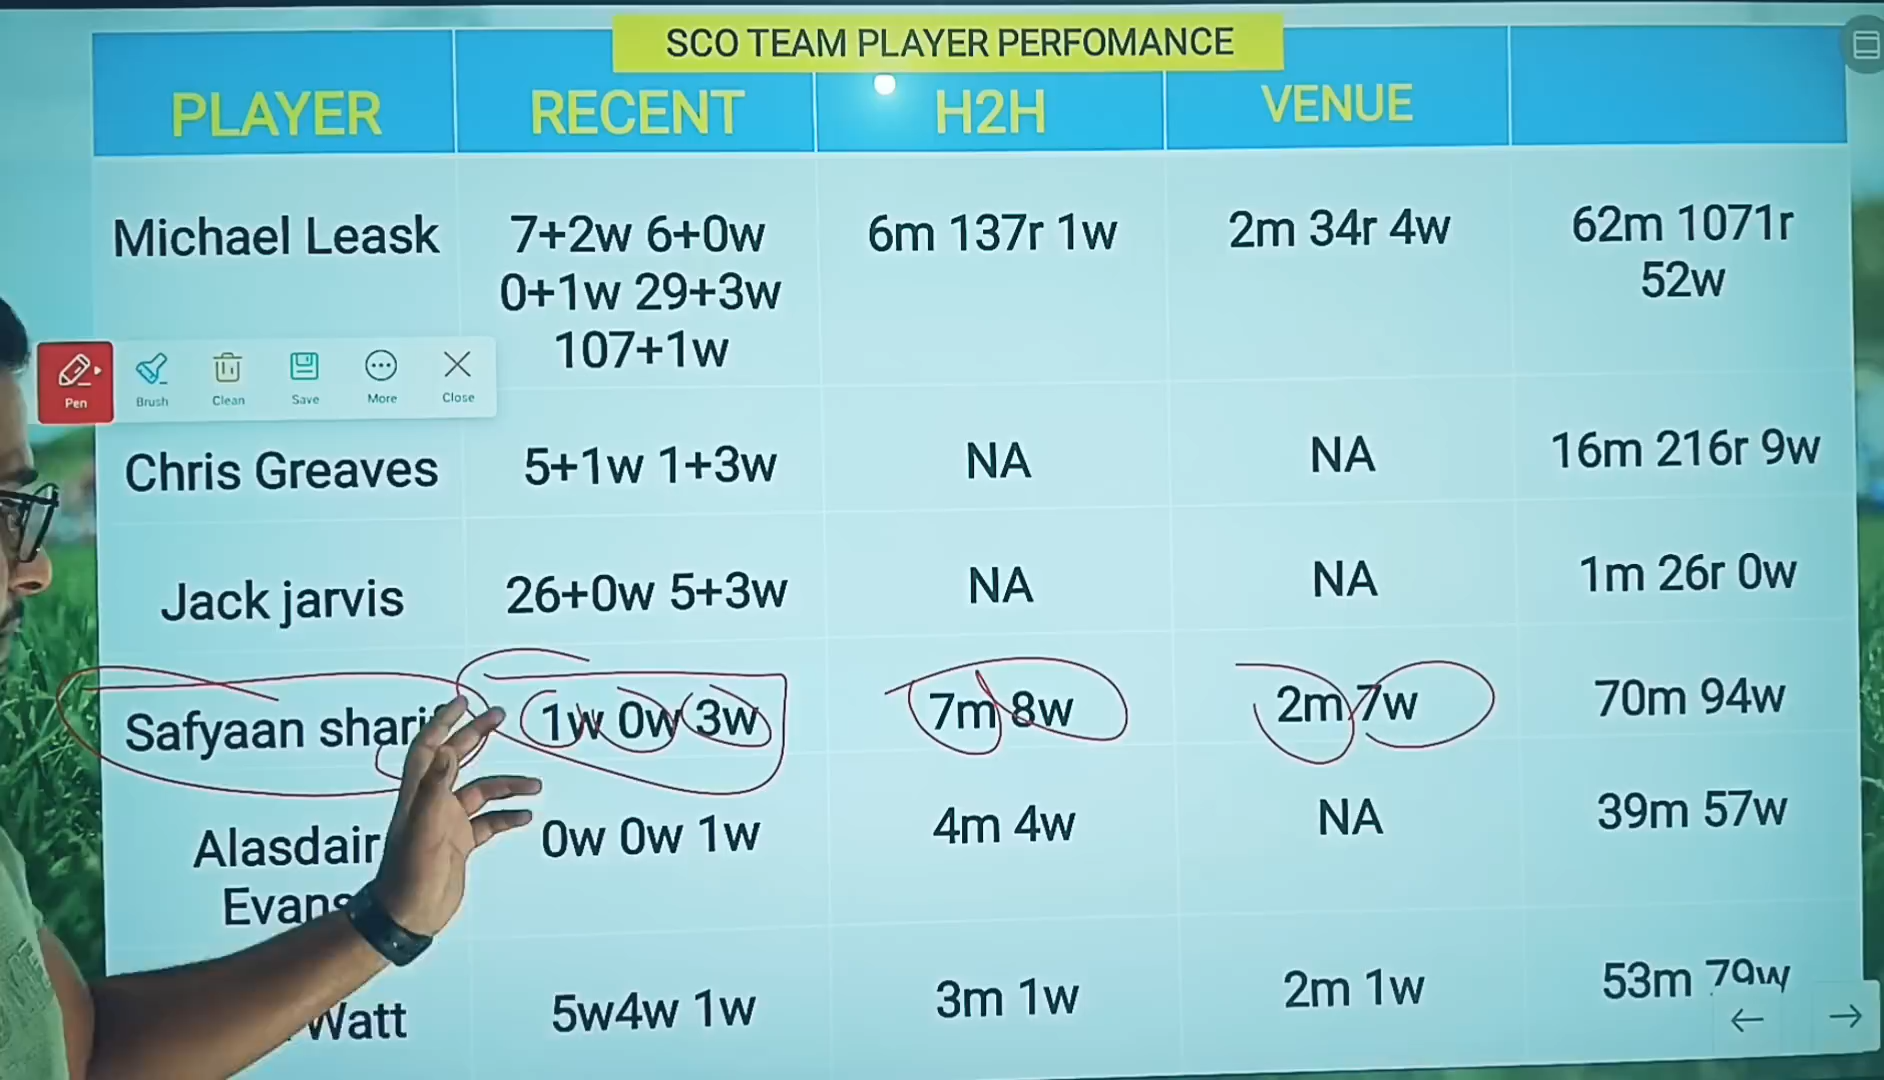 SCO TEAM PLAYER PERFOMANCE
PLAYER RECENT H2H VENUE
Michael Leask 7+2w 6+0w 6m 137r 1w 2m 34r 4w 62m 1071r
0+1w 29+3w 52w
107+1w
Pen Brush Clean Save More Close
Chris Greaves 5+1w 1+3w NA NA 16m 216r 9w
Jack jarvis 26+0w 5+3w NA NA 1m 26r 0w
Safyaan shari 1w 0w 3w 7m 8w 2m 7w 70m 94w
Alasdair 0w 0w 1w 4m 4w NA 39m 57w
Evans
Watt 5w4w 1w 3m 1w 2m 1w 53m 79w